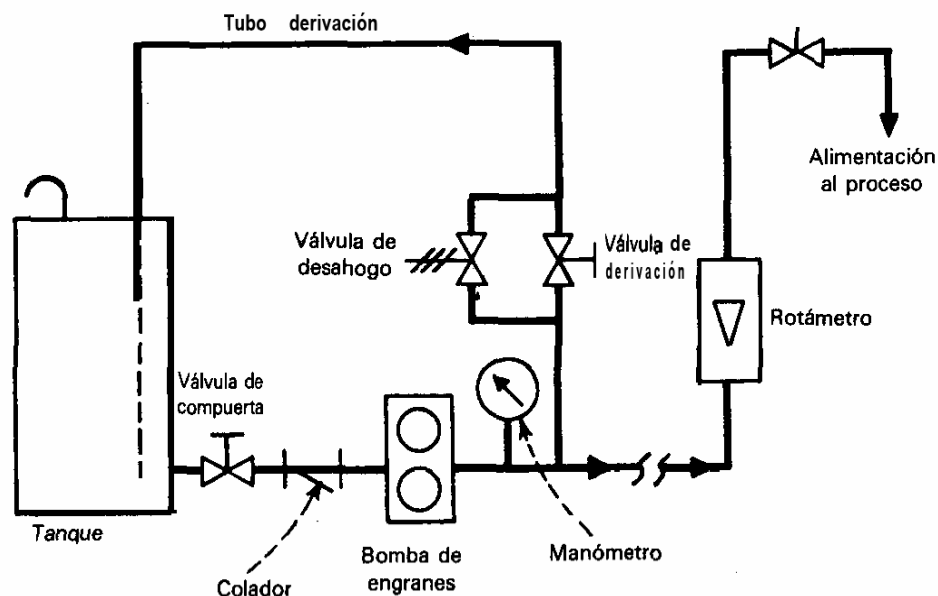 Tubo derivación
Alimentación
al proceso
Válvula de
desahogo
Válvula de
derivación
Rotámetro
Válvula de
compuerta
Tanque
Colador
Bomba de
engranes
Manómetro